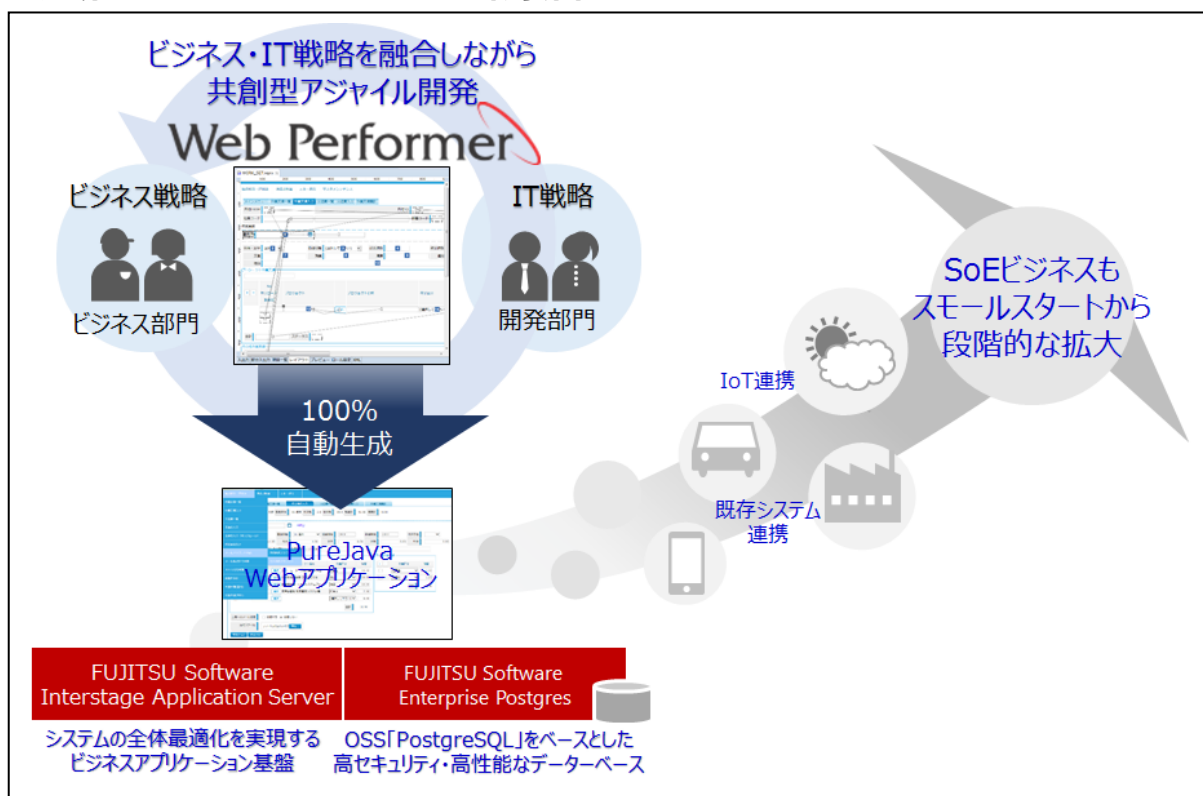 ビジネス・IT戦略を融合しながら
共創型アジャイル開発
Web Performer
ビジネス戦略
IT戦略
ビジネス部門
開発部門
100%
自動生成
PureJava
Webアプリケーション
SoEビジネスも
スモールスタートから
段階的な拡大
IoT連携
既存システム
連携
FUJITSU Software
Interstage Application Server
FUJITSU Software
Enterprise Postgres
システムの全体最適化を実現する
ビジネスアプリケーション基盤
OSS「PostgreSQL」をベースとした
高セキュリティ・高性能なデーターベース